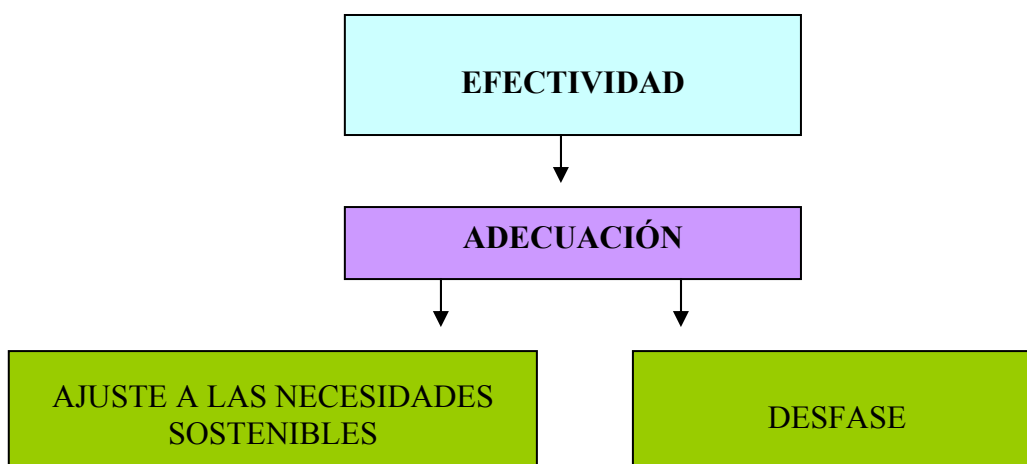 EFECTIVIDAD
ADECUACIÓN
AJUSTE A LAS NECESIDADES
SOSTENIBLES
DESFASE